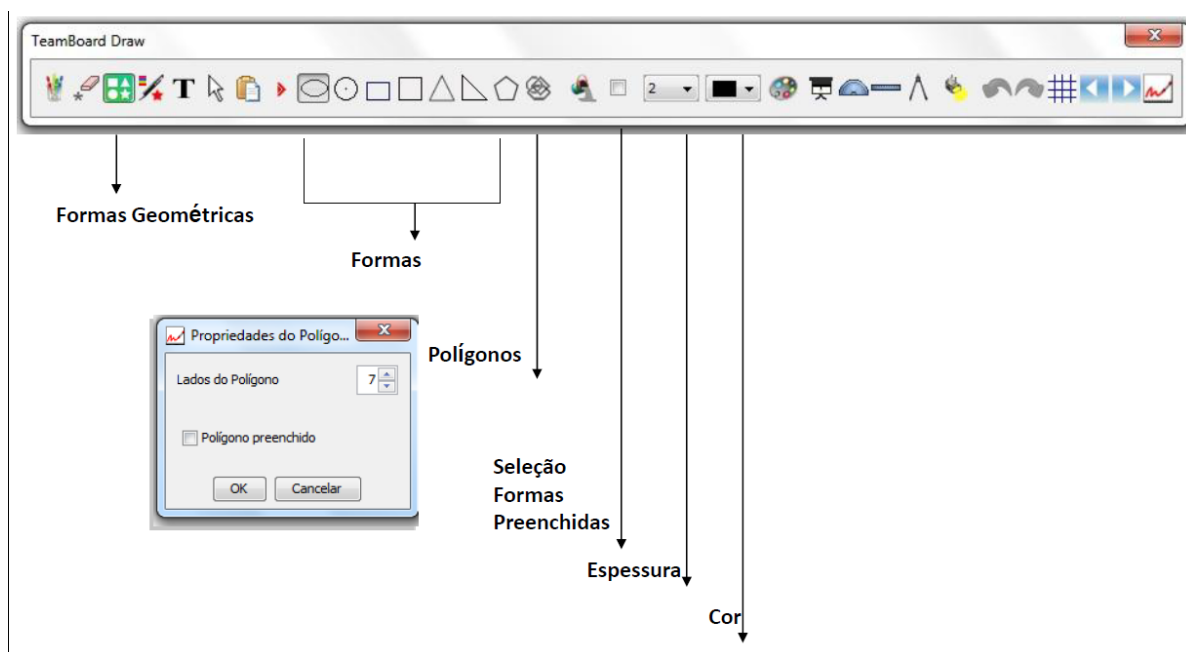 TeamBoard Draw
T
2
Formas Geométricas
Formas
Propriedades do Polígo...
Lados do Polígono
7
Polígono preenchido
OK
Cancelar
Polígonos
Seleção
Formas
Preenchidas
Espessura
Cor